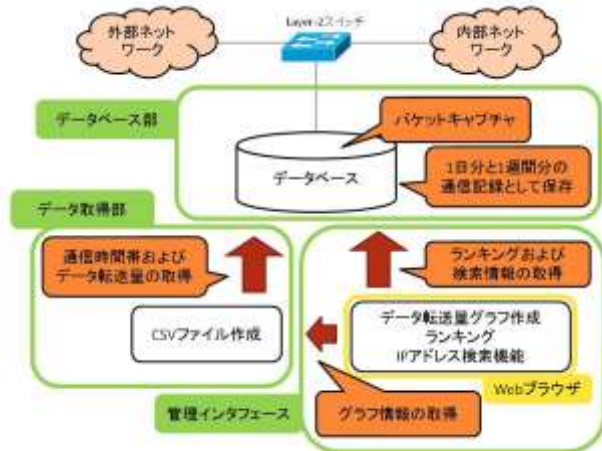 Layer-2スイッチ
外部ネット
ワーク
内部ネット
ワーク
データベース部
パケットキャプチャ
データベース
1日分と1週間分の
通信記録として保存
データ取得部
通信時間帯および
データ転送量の取得
ランキングおよび
検索情報の取得
CSVファイル作成
データ転送量グラフ作成
ランキング
IPアドレス検索機能
Webブラウザ
管理インタフェース
グラフ情報の取得